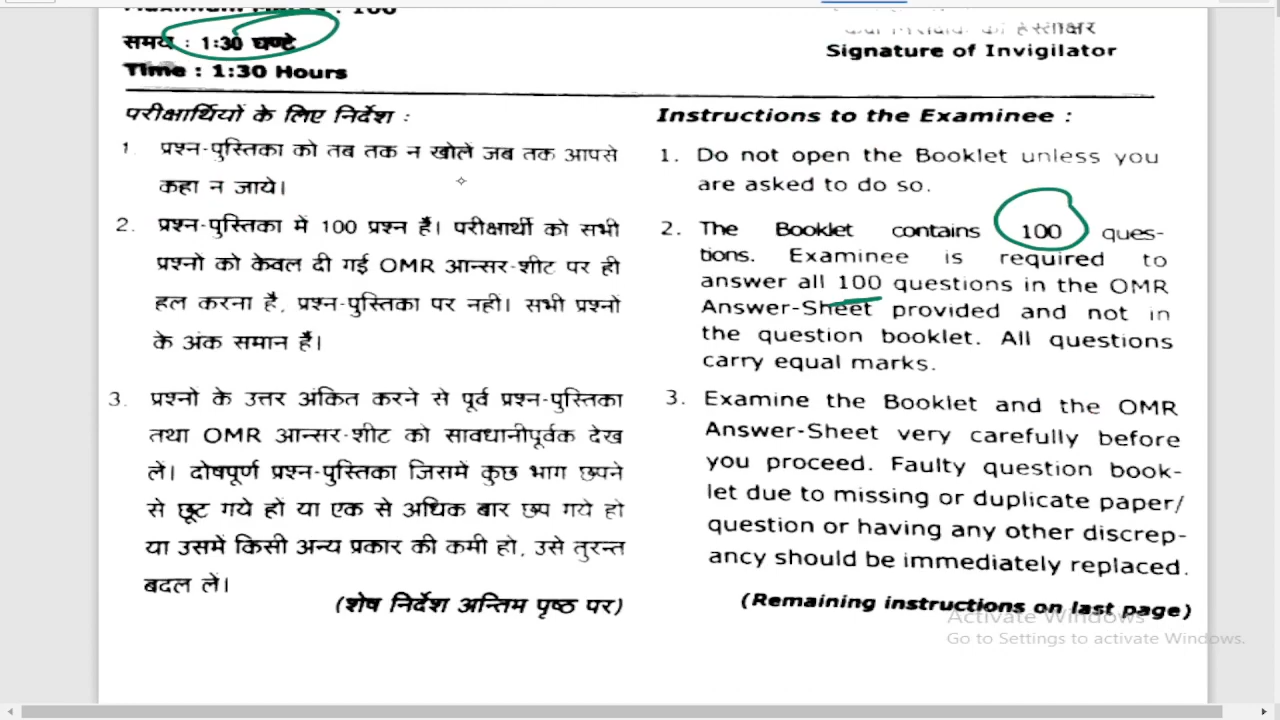 Maximum Marks : 100
समय : 1:30 घण्टे
Time : 1:30 Hours
हस्ताक्षर
Signature of Invigilator
परीक्षार्थियों के लिए निर्देश :
1. प्रश्न-पुस्तिका को तब तक न खोलें जब तक आपसे
कहा न जाये।
2. प्रश्न-पुस्तिका में 100 प्रश्न हैं। परीक्षार्थी को सभी
प्रश्नों को केवल दी गई OMR आन्सर-शीट पर ही
हल करना है, प्रश्न-पुस्तिका पर नही। सभी प्रश्नों
के अंक समान हैं।
3. प्रश्नों के उत्तर अंकित करने से पूर्व प्रश्न-पुस्तिका
तथा OMR आन्सर-शीट को सावधानीपूर्वक देख
लें। दोषपूर्ण प्रश्न-पुस्तिका जिसमें कुछ भाग छपने
से छूट गये हों या एक से अधिक बार छप गये हो
या उसमें किसी अन्य प्रकार की कमी हो, उसे तुरन्त
बदल लें।
(शेष निर्देश अन्तिम पृष्ठ पर)
Instructions to the Examinee :
1. Do not open the Booklet unless you
are asked to do so.
2. The Booklet contains 100 ques-
tions. Examinee is required to
answer all 100 questions in the OMR
Answer-Sheet provided and not in
the question booklet. All questions
carry equal marks.
3. Examine the Booklet and the OMR
Answer-Sheet very carefully before
you proceed. Faulty question book-
let due to missing or duplicate paper/
question or having any other discrep-
ancy should be immediately replaced.
(Remaining instructions on last page)
Activate Windows
Go to Settings to activate Windows.